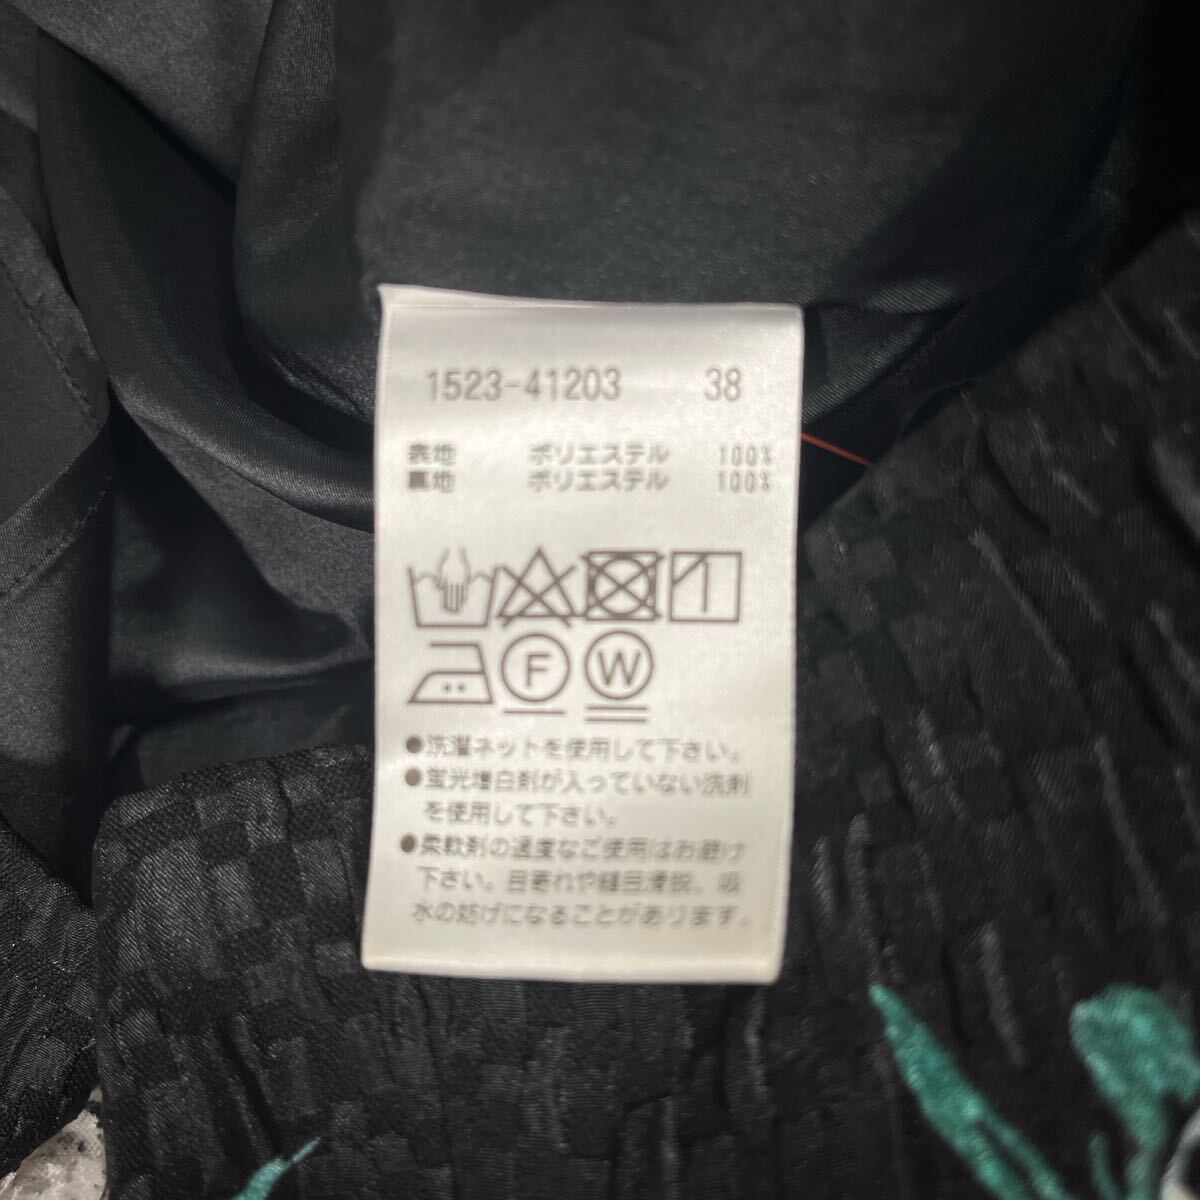 1523-41203 38
表地 ポリエステル 100%
裏地 ポリエステル 100%
F W
●洗濯ネットを使用して下さい。
●蛍光増白剤が入っていない洗剤
を使用して下さい。
●柔軟剤の過度なご使用はお避け
下さい。目寄れや縫目滑脱、吸
水の妨げになることがあります。